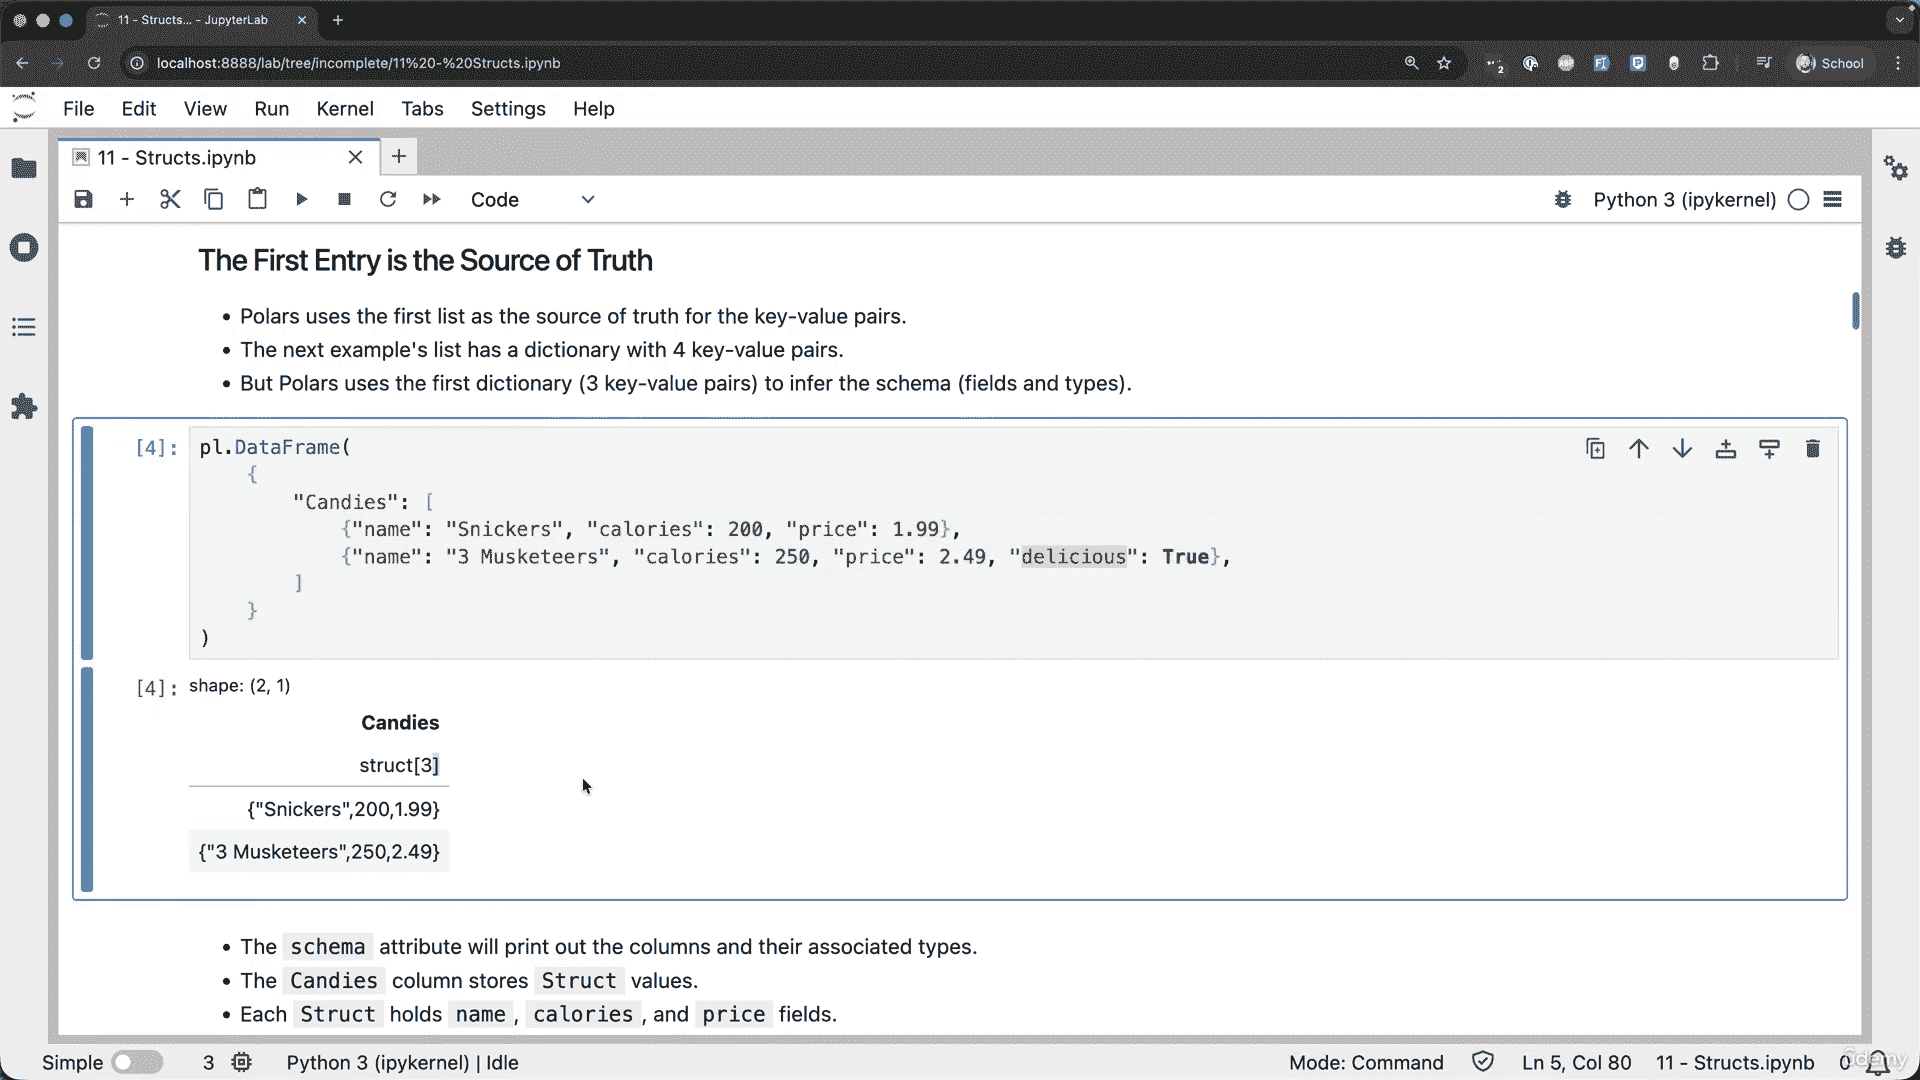 11 - Structs... - JupyterLab
localhost:8888/lab/tree/incomplete/11%20-%20Structs.ipynb
2
ABP
School
File Edit View Run Kernel Tabs Settings Help
11 - Structs.ipynb
Code
Python 3 (ipykernel)
The First Entry is the Source of Truth
• Polars uses the first list as the source of truth for the key-value pairs.
• The next example's list has a dictionary with 4 key-value pairs.
• But Polars uses the first dictionary (3 key-value pairs) to infer the schema (fields and types).
[4]: pl.DataFrame(
{
"Candies": [
{"name": "Snickers", "calories": 200, "price": 1.99},
{"name": "3 Musketeers", "calories": 250, "price": 2.49, "delicious": True},
]
}
)
[4]: shape: (2, 1)
Candies
struct[3]
{"Snickers",200,1.99}
{"3 Musketeers",250,2.49}
• The schema attribute will print out the columns and their associated types.
• The Candies column stores Struct values.
• Each Struct holds name, calories, and price fields.
Simple 3 Python 3 (ipykernel) | Idle Mode: Command Ln 5, Col 80 11 - Structs.ipynb 0
udemy